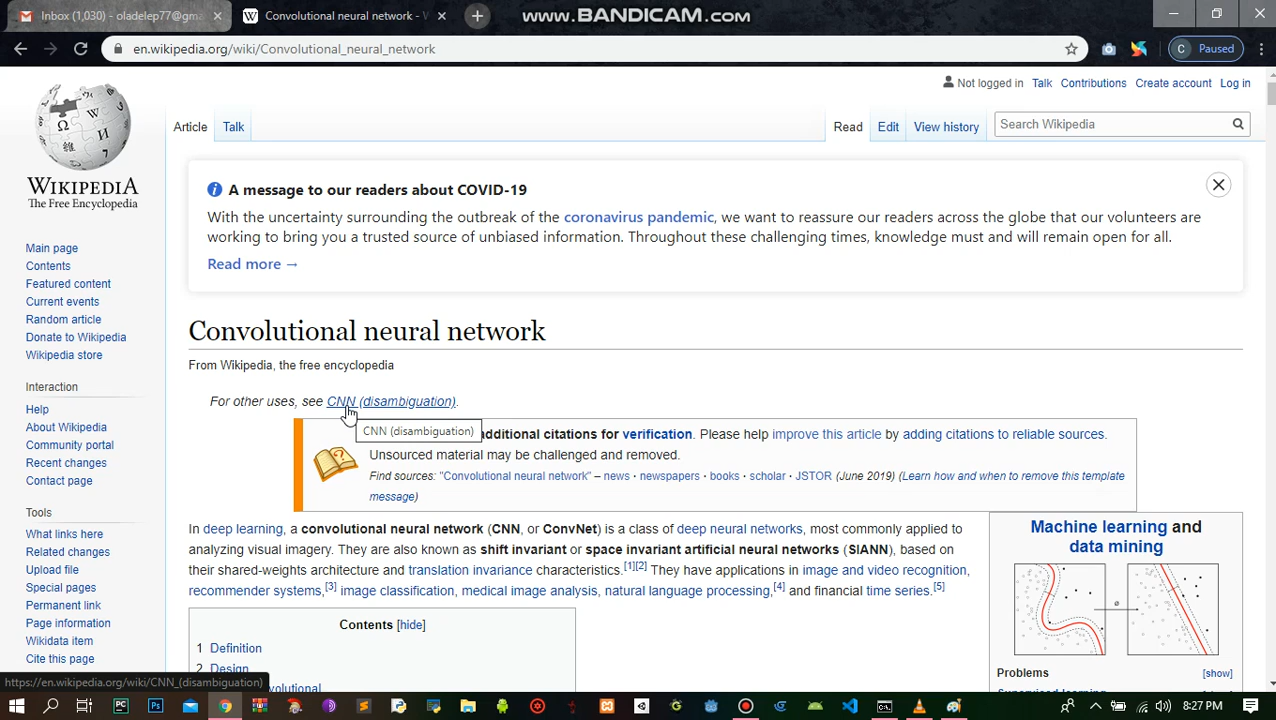 Inbox (1,030) - oladelep77@gma
Convolutional neural network - W
www.BANDICAM.com
en.wikipedia.org/wiki/Convolutional_neural_network
C Paused
Not logged in Talk Contributions Create account Log in
Article Talk Read Edit View history Search Wikipedia
WIKIPEDIA
The Free Encyclopedia
Main page
Contents
Featured content
Current events
Random article
Donate to Wikipedia
Wikipedia store
Interaction
Help
About Wikipedia
Community portal
Recent changes
Contact page
Tools
What links here
Related changes
Upload file
Special pages
Permanent link
Page information
Wikidata item
Cite this page
A message to our readers about COVID-19
With the uncertainty surrounding the outbreak of the coronavirus pandemic, we want to reassure our readers across the globe that our volunteers are
working to bring you a trusted source of unbiased information. Throughout these challenging times, knowledge must and will remain open for all.
Read more →
Convolutional neural network
From Wikipedia, the free encyclopedia
For other uses, see CNN (disambiguation).
CNN (disambiguation)
additional citations for verification. Please help improve this article by adding citations to reliable sources.
Unsourced material may be challenged and removed.
Find sources: "Convolutional neural network" – news · newspapers · books · scholar · JSTOR (June 2019) (Learn how and when to remove this template
message)
In deep learning, a convolutional neural network (CNN, or ConvNet) is a class of deep neural networks, most commonly applied to
analyzing visual imagery. They are also known as shift invariant or space invariant artificial neural networks (SIANN), based on
their shared-weights architecture and translation invariance characteristics.[1][2] They have applications in image and video recognition,
recommender systems,[3] image classification, medical image analysis, natural language processing,[4] and financial time series.[5]
Contents [hide]
1 Definition
2 Design
Machine learning and
data mining
Problems [show]
https://en.wikipedia.org/wiki/CNN_(disambiguation)
8:27 PM